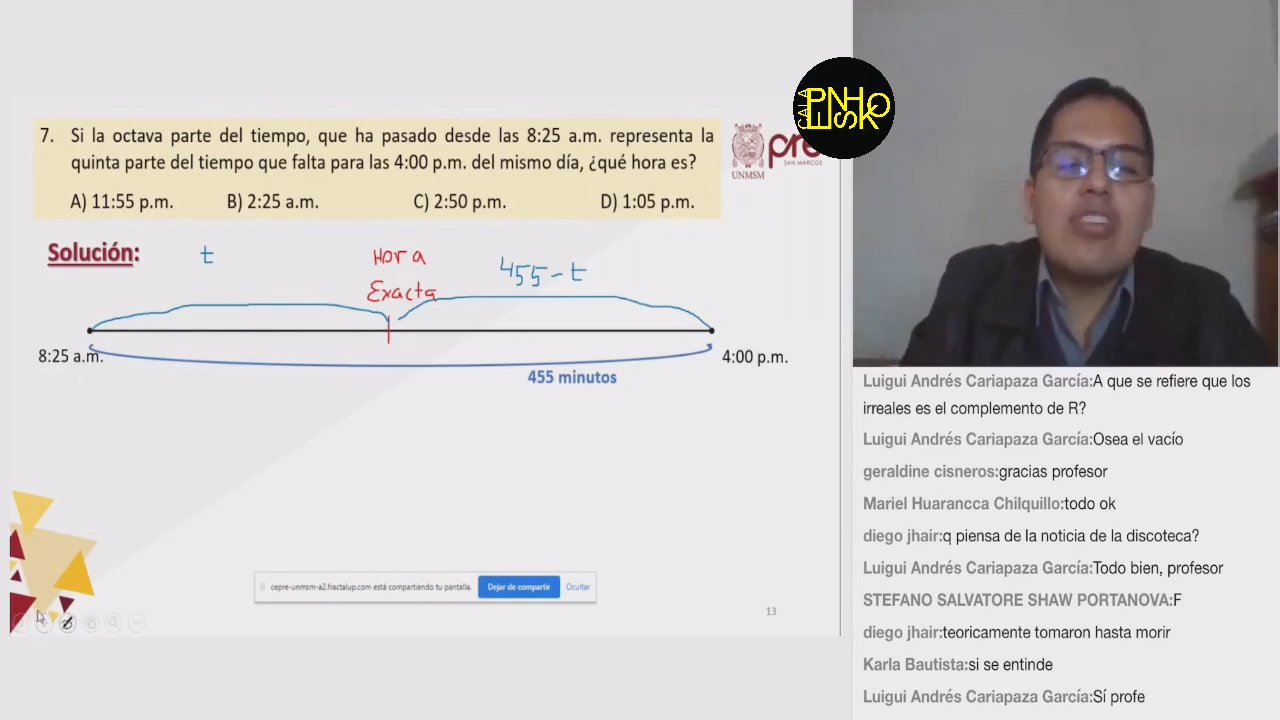 7. Si la octava parte del tiempo, que ha pasado desde las 8:25 a.m. representa la
quinta parte del tiempo que falta para las 4:00 p.m. del mismo día, ¿qué hora es?
A) 11:55 p.m. B) 2:25 a.m. C) 2:50 p.m. D) 1:05 p.m.
UNMSM
pre
SAN MARCOS
CALA
PENSHOK
Solución:
t
Hora
Exacta
455-t
8:25 a.m.
4:00 p.m.
455 minutos
cepre-unmsm-a2.fractalup.com está compartiendo tu pantalla.
Dejar de compartir
Ocultar
13
Luigui Andrés Cariapaza García:A que se refiere que los
irreales es el complemento de R?
Luigui Andrés Cariapaza García:Osea el vacío
geraldine cisneros:gracias profesor
Mariel Huarancca Chilquillo:todo ok
diego jhair:q piensa de la noticia de la discoteca?
Luigui Andrés Cariapaza García:Todo bien, profesor
STEFANO SALVATORE SHAW PORTANOVA:F
diego jhair:teoricamente tomaron hasta morir
Karla Bautista:si se entinde
Luigui Andrés Cariapaza García:Sí profe